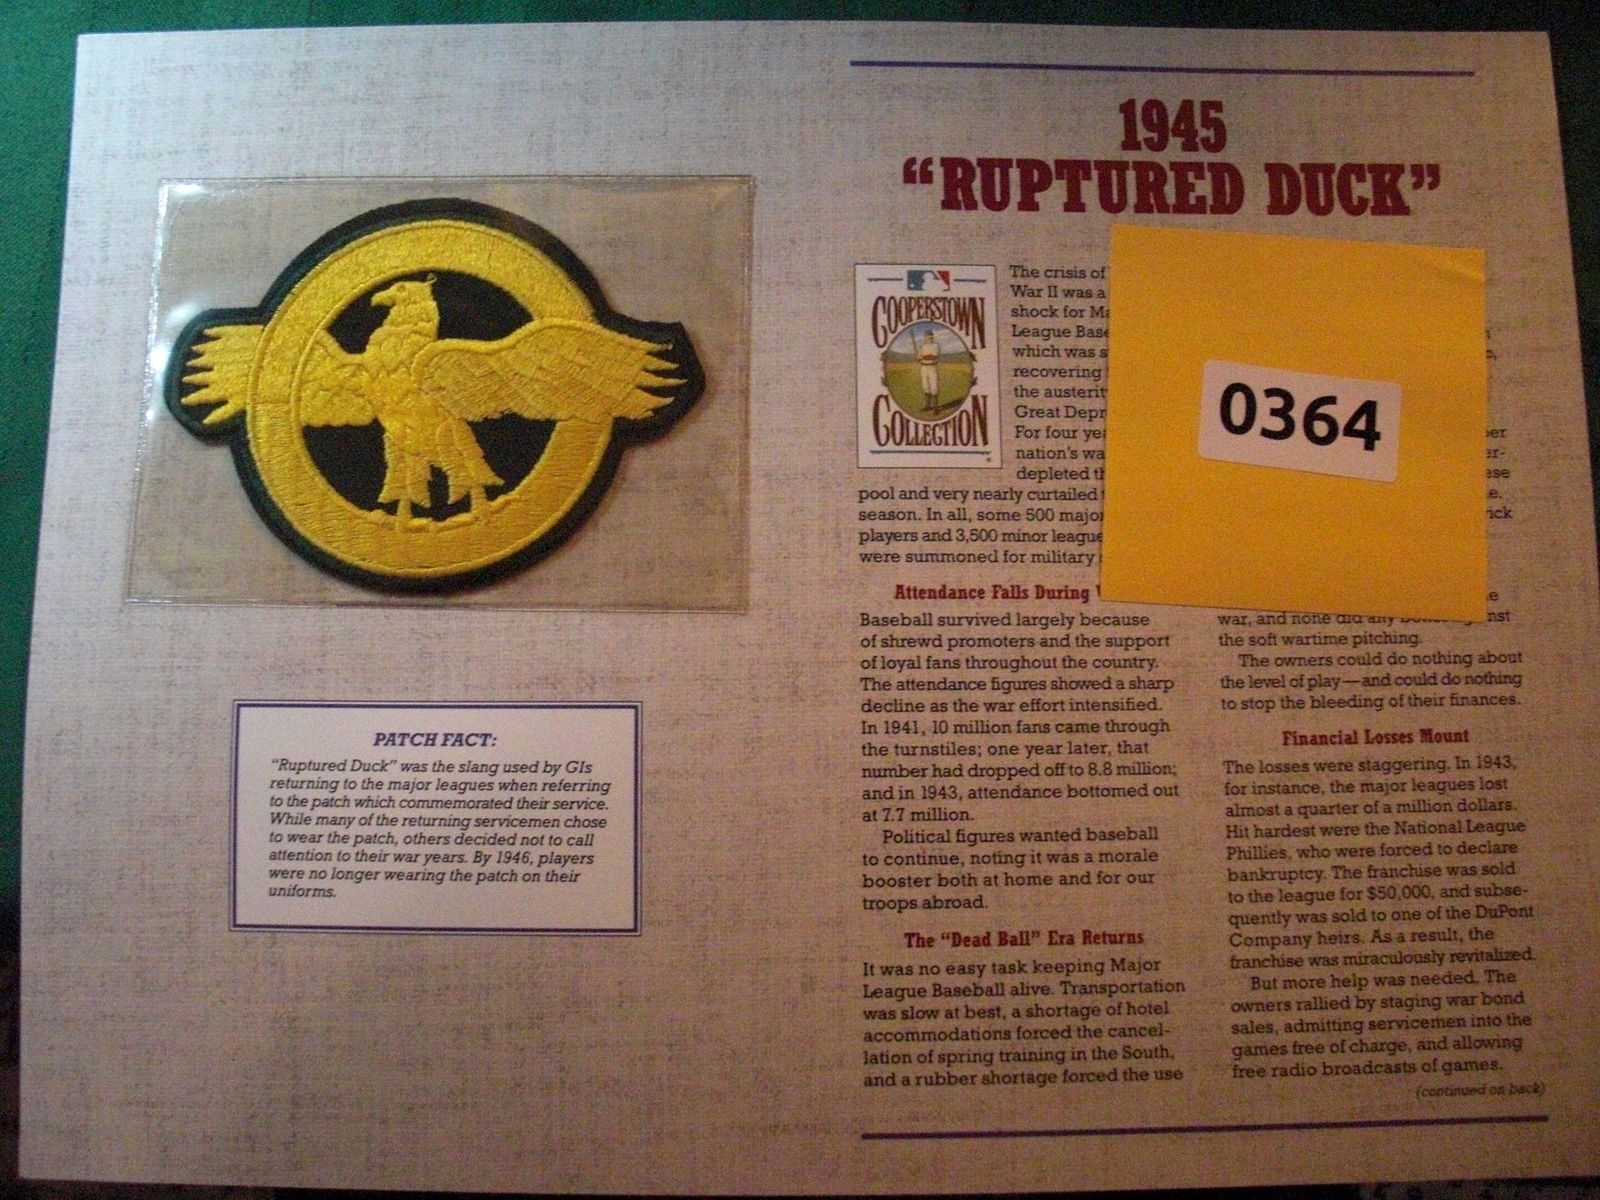 1945
“RUPTURED DUCK”
COOPERSTOWN
COLLECTION
The crisis of
War II was a
shock for
League
which was
recovering
the
Great
For four
nation's
depleted
pool and very nearly curtailed
season. In all, some 500
players and 3,500 minor
were summoned for military
Attendance Falls During
Baseball survived largely because
of shrewd promoters and the support
of loyal fans throughout the country.
The attendance figures showed a sharp
decline as the war effort intensified.
In 1941, 10 million fans came through
the turnstiles; one year later, that
number had dropped off to 8.8 million;
and in 1943, attendance bottomed out
at 7.7 million.
Political figures wanted baseball
to continue, noting it was a morale
booster both at home and for our
troops abroad.
The “Dead Ball” Era Returns
It was no easy task keeping Major
League Baseball alive. Transportation
was slow at best, a shortage of hotel
accommodations forced the cancel-
lation of spring training in the South,
and a rubber shortage forced the use
0364
war, and none did any
the soft wartime pitching.
The owners could do nothing about
the level of play—and could do nothing
to stop the bleeding of their finances.
Financial Losses Mount
The losses were staggering. In 1943,
for instance, the major leagues lost
almost a quarter of a million dollars.
Hit hardest were the National League
Phillies, who were forced to declare
bankruptcy. The franchise was sold
to the league for $50,000, and subse-
quently was sold to one of the DuPont
Company heirs. As a result, the
franchise was miraculously revitalized.
But more help was needed. The
owners rallied by staging war bond
sales, admitting servicemen into the
games free of charge, and allowing
free radio broadcasts of games.
(continued on back)
PATCH FACT:
“Ruptured Duck” was the slang used by GIs
returning to the major leagues when referring
to the patch which commemorated their service.
While many of the returning servicemen chose
to wear the patch, others decided not to call
attention to their war years. By 1946, players
were no longer wearing the patch on their
uniforms.